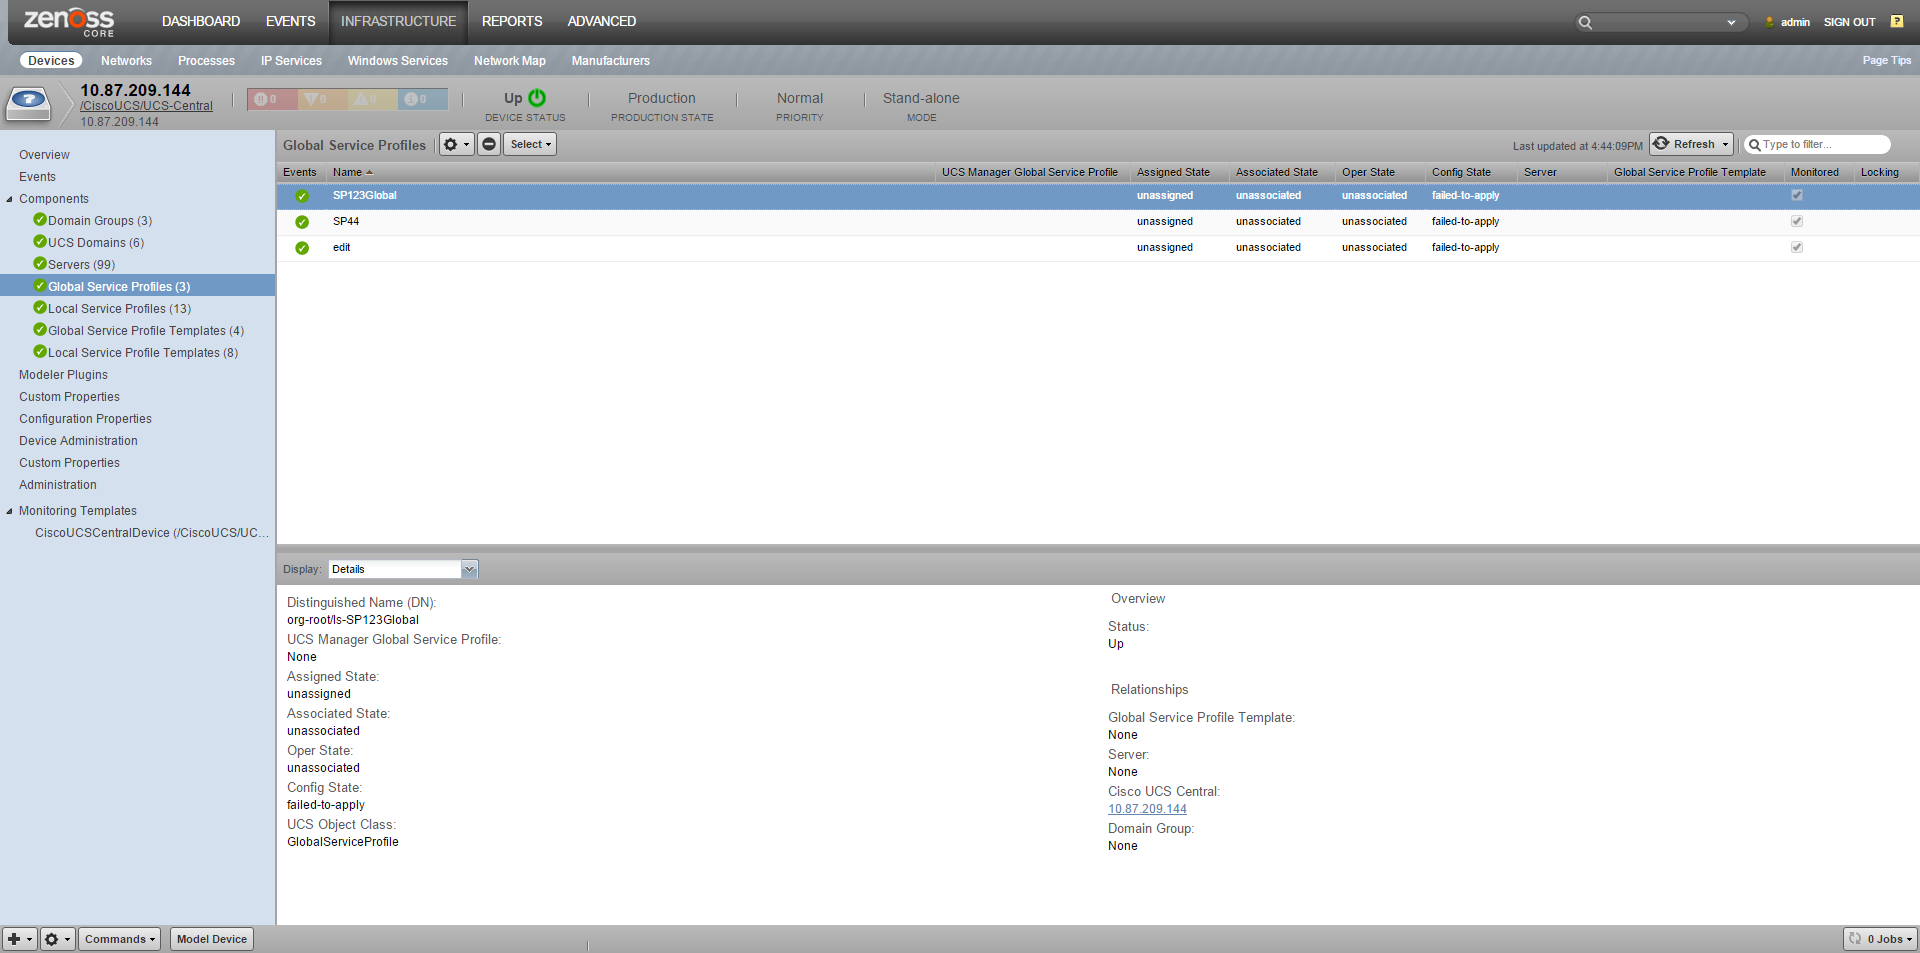 zenoss
CORE
DASHBOARD EVENTS INFRASTRUCTURE REPORTS ADVANCED
admin SIGN OUT ?
Devices Networks Processes IP Services Windows Services Network Map Manufacturers Page Tips
10.87.209.144
/CiscoUCS/UCS-Central
10.87.209.144
0 0 0 0
Up
DEVICE STATUS
Production
PRODUCTION STATE
Normal
PRIORITY
Stand-alone
MODE
Overview
Events
Components
Domain Groups (3)
UCS Domains (6)
Servers (99)
Global Service Profiles (3)
Local Service Profiles (13)
Global Service Profile Templates (4)
Local Service Profile Templates (8)
Modeler Plugins
Custom Properties
Configuration Properties
Device Administration
Custom Properties
Administration
Monitoring Templates
CiscoUCSCentralDevice (/CiscoUCS/UC...
Global Service Profiles Select Last updated at 4:44:09PM Refresh Type to filter...
Events Name UCS Manager Global Service Profile Assigned State Associated State Oper State Config State Server Global Service Profile Template Monitored Locking
SP123Global unassigned unassociated unassociated failed-to-apply
SP44 unassigned unassociated unassociated failed-to-apply
edit unassigned unassociated unassociated failed-to-apply
Display: Details
Distinguished Name (DN):
org-root/ls-SP123Global
UCS Manager Global Service Profile:
None
Assigned State:
unassigned
Associated State:
unassociated
Oper State:
unassociated
Config State:
failed-to-apply
UCS Object Class:
GlobalServiceProfile
Overview
Status:
Up
Relationships
Global Service Profile Template:
None
Server:
None
Cisco UCS Central:
10.87.209.144
Domain Group:
None
Commands Model Device 0 Jobs